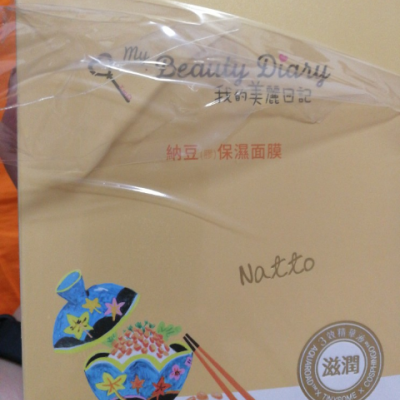 My
Beauty Diary
我的美麗日記
納豆
保濕面膜
Natto
滋潤